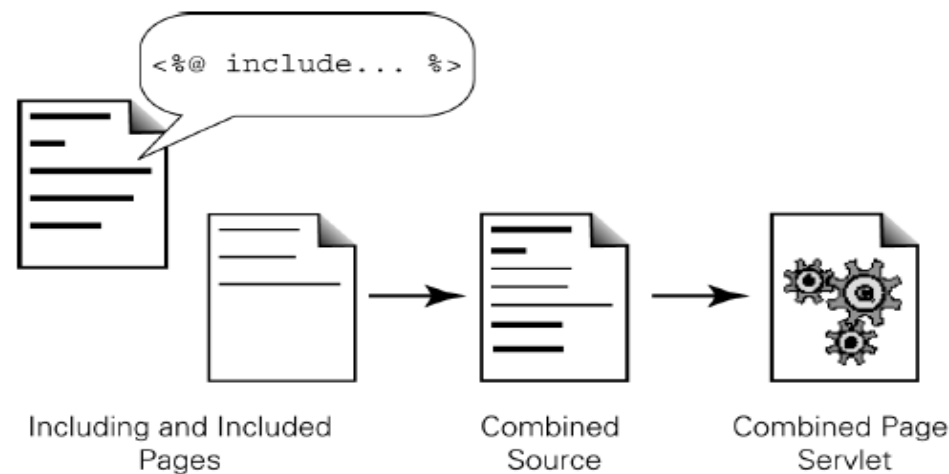 <%@ include... %>
Including and Included
Pages
Combined
Source
Combined Page
Servlet